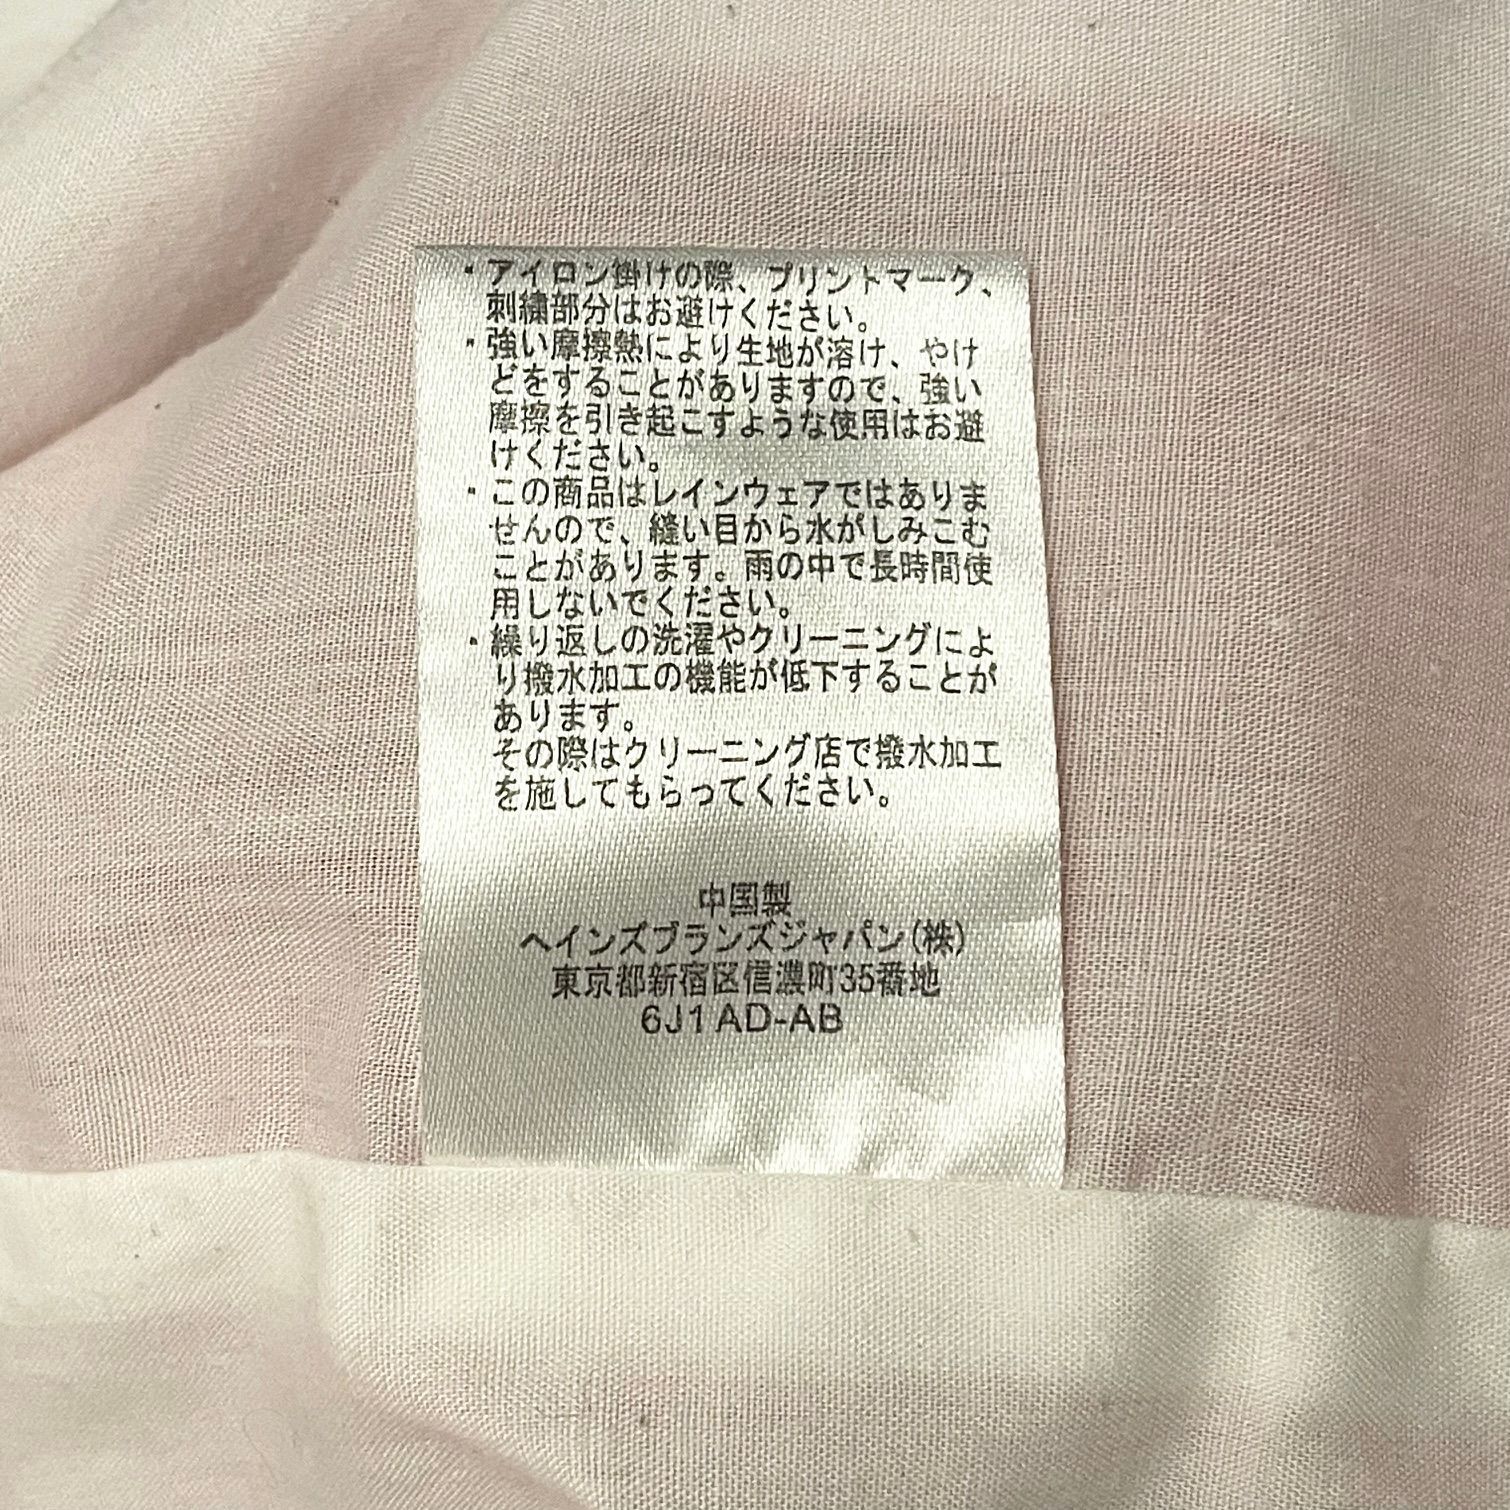 ・アイロン掛けの際、プリントマーク、
刺繍部分はお避けください。
・強い摩擦熱により生地が溶け、やけ
どをすることがありますので、強い
摩擦を引き起こすような使用はお避
けください。
・この商品はレインウェアではありま
せんので、縫い目から水がしみこむ
ことがあります。雨の中で長時間使
用しないでください。
・繰り返しの洗濯やクリーニングによ
り撥水加工の機能が低下することが
あります。
その際はクリーニング店で撥水加工
を施してもらってください。
中国製
ヘインズブランズジャパン(株)
東京都新宿区信濃町35番地
6J1AD-AB